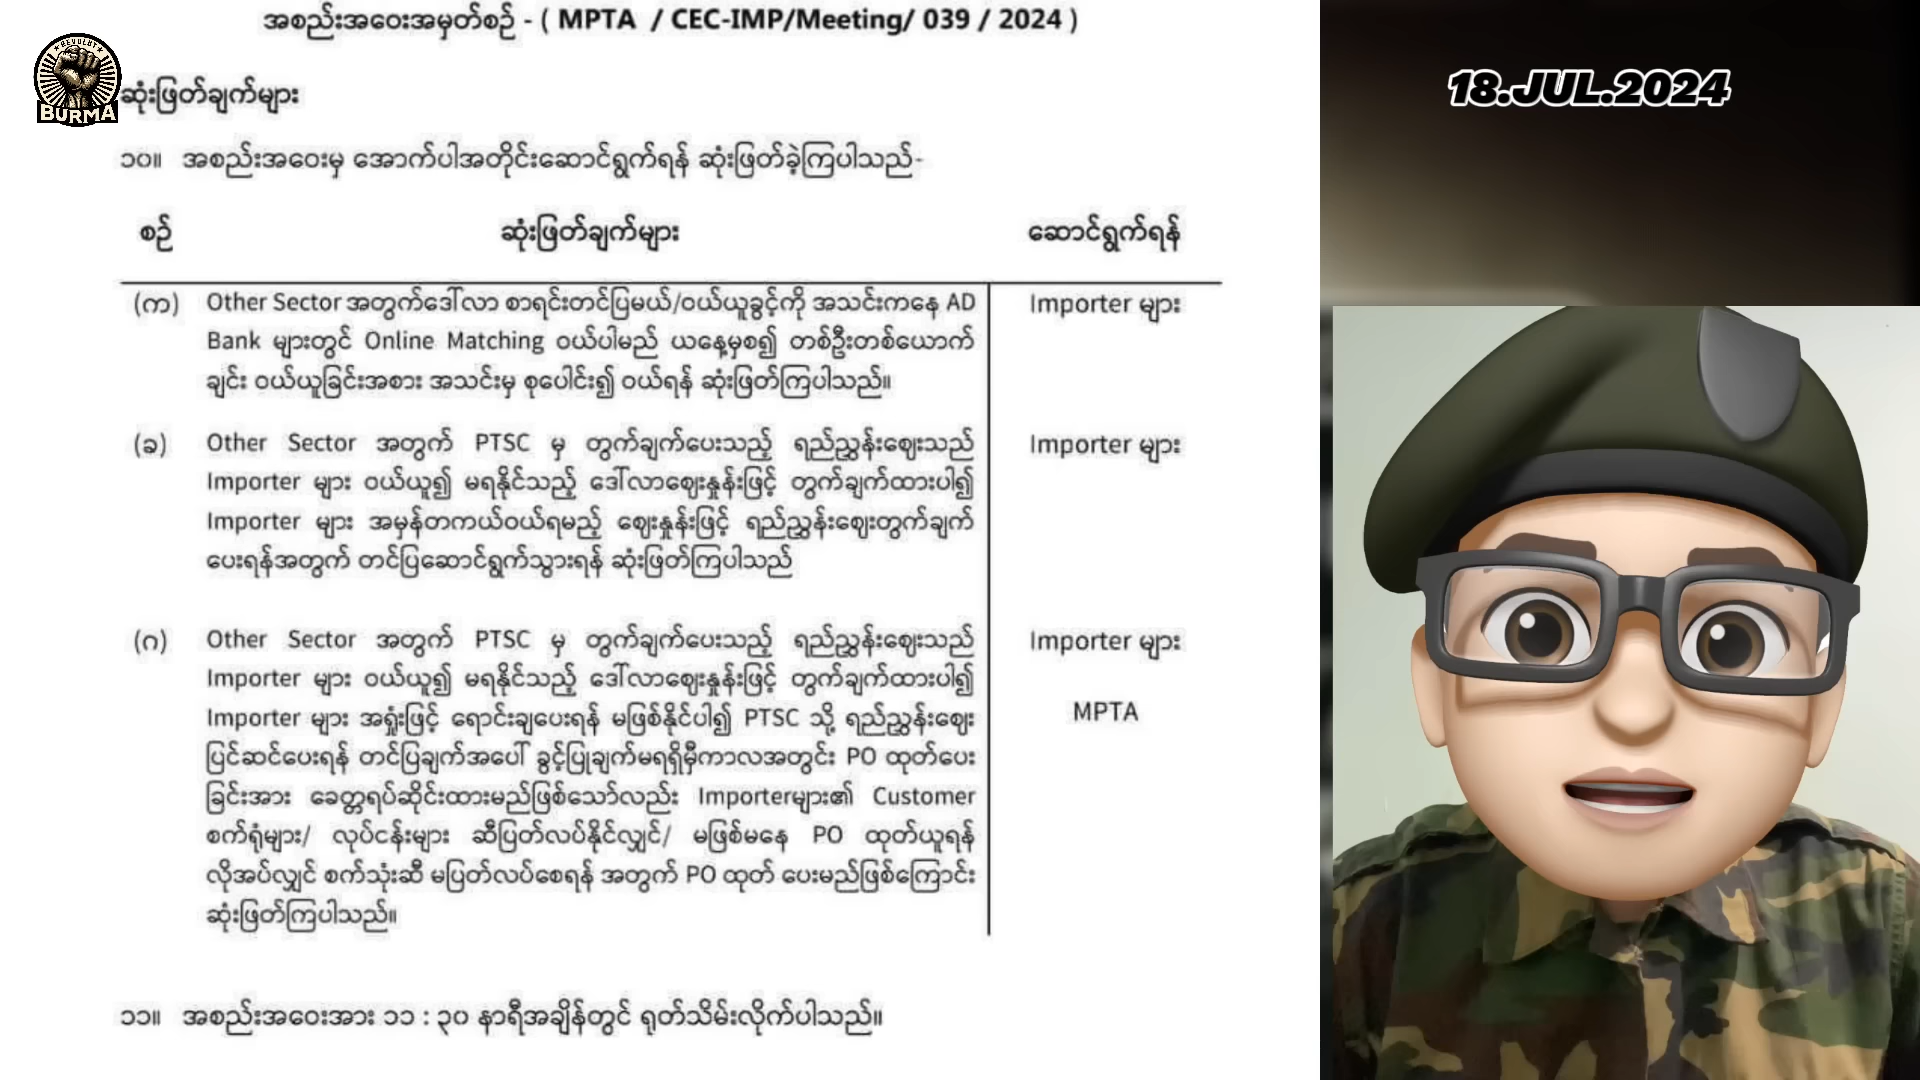 အစည်းအဝေးအမှတ်စဉ် - ( MPTA / CEC-IMP/Meeting/ 039 / 2024 )
REVOLUT
BURMA
ဆုံးဖြတ်ချက်များ
၁၀။ အစည်းအဝေးမှ အောက်ပါအတိုင်းဆောင်ရွက်ရန် ဆုံးဖြတ်ခဲ့ကြပါသည်-
စဉ် ဆုံးဖြတ်ချက်များ ဆောင်ရွက်ရန်
(က) Other Sector အတွက်ဒေါ်လာ စာရင်းတင်ပြမယ်/ဝယ်ယူခွင့်ကို အသင်းကနေ AD Importer များ
Bank များတွင် Online Matching ဝယ်ပါမည် ယနေ့မှစ၍ တစ်ဦးတစ်ယောက်
ချင်း ဝယ်ယူခြင်းအစား အသင်းမှ စုပေါင်း၍ ဝယ်ရန် ဆုံးဖြတ်ကြပါသည်။
(ခ) Other Sector အတွက် PTSC မှ တွက်ချက်ပေးသည့် ရည်ညွှန်းဈေးသည် Importer များ
Importer များ ဝယ်ယူ၍ မရနိုင်သည့် ဒေါ်လာဈေးနှုန်းဖြင့် တွက်ချက်ထားပါ၍
Importer များ အမှန်တကယ်ဝယ်ရမည့် ဈေးနှုန်းဖြင့် ရည်ညွှန်းဈေးတွက်ချက်
ပေးရန်အတွက် တင်ပြဆောင်ရွက်သွားရန် ဆုံးဖြတ်ကြပါသည်
(ဂ) Other Sector အတွက် PTSC မှ တွက်ချက်ပေးသည့် ရည်ညွှန်းဈေးသည် Importer များ
Importer များ ဝယ်ယူ၍ မရနိုင်သည့် ဒေါ်လာဈေးနှုန်းဖြင့် တွက်ချက်ထားပါ၍
Importer များ အရှုံးဖြင့် ရောင်းချပေးရန် မဖြစ်နိုင်ပါ၍ PTSC သို့ ရည်ညွှန်းဈေး MPTA
ပြင်ဆင်ပေးရန် တင်ပြချက်အပေါ် ခွင့်ပြုချက်မရရှိမှီကာလအတွင်း PO ထုတ်ပေး
ခြင်းအား ခေတ္တရပ်ဆိုင်းထားမည်ဖြစ်သော်လည်း Importerများ၏ Customer
စက်ရုံများ/ လုပ်ငန်းများ ဆီပြတ်လပ်နိုင်လျှင်/ မဖြစ်မနေ PO ထုတ်ယူရန်
လိုအပ်လျှင် စက်သုံးဆီ မပြတ်လပ်စေရန် အတွက် PO ထုတ် ပေးမည်ဖြစ်ကြောင်း
ဆုံးဖြတ်ကြပါသည်။
၁၁။ အစည်းအဝေးအား ၁၁ : ၃၀ နာရီအချိန်တွင် ရုတ်သိမ်းလိုက်ပါသည်။
18.JUL.2024